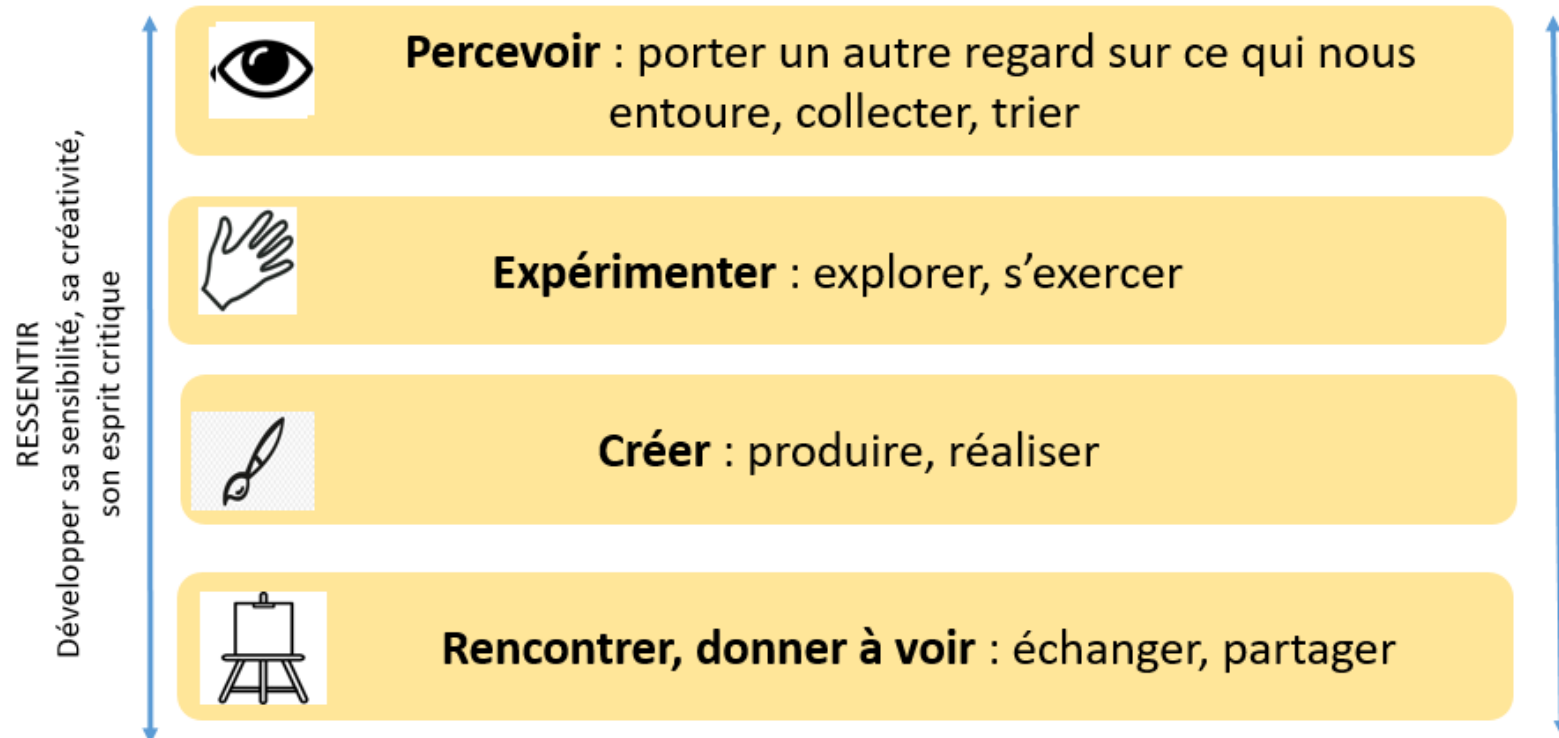 RESSENTIR
Développer sa sensibilité, sa créativité,
son esprit critique
Percevoir : porter un autre regard sur ce qui nous
entoure, collecter, trier
Expérimenter : explorer, s’exercer
Créer : produire, réaliser
Rencontrer, donner à voir : échanger, partager